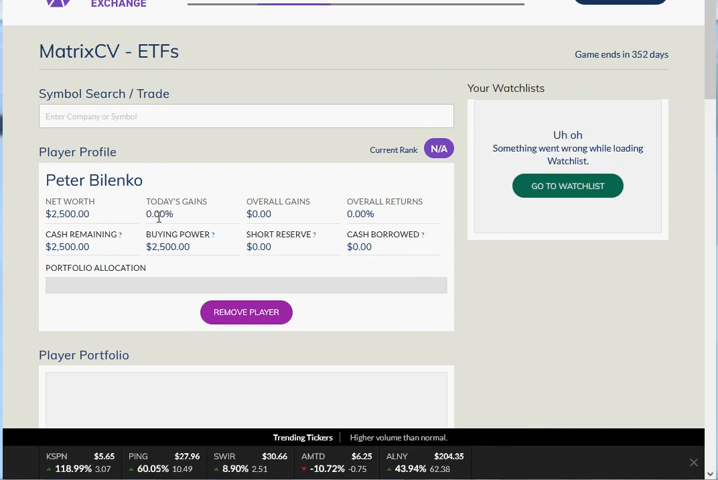 EXCHANGE
MatrixCV - ETFs
Game ends in 352 days
Symbol Search / Trade
Enter Company or Symbol
Your Watchlists
Uh oh
Something went wrong while loading
Watchlist.
GO TO WATCHLIST
Player Profile
Current Rank N/A
Peter Bilenko
NET WORTH TODAY'S GAINS OVERALL GAINS OVERALL RETURNS
$2,500.00 0.00% $0.00 0.00%
CASH REMAINING ? BUYING POWER ? SHORT RESERVE ? CASH BORROWED ?
$2,500.00 $2,500.00 $0.00 $0.00
PORTFOLIO ALLOCATION
REMOVE PLAYER
Player Portfolio
Trending Tickers Higher volume than normal.
KSPN $5.65 PING $27.96 SWIR $30.66 AMTD $6.25 ALNY $204.35
118.99% 3.07 60.05% 10.49 8.90% 2.51 -10.72% -0.75 43.94% 62.38